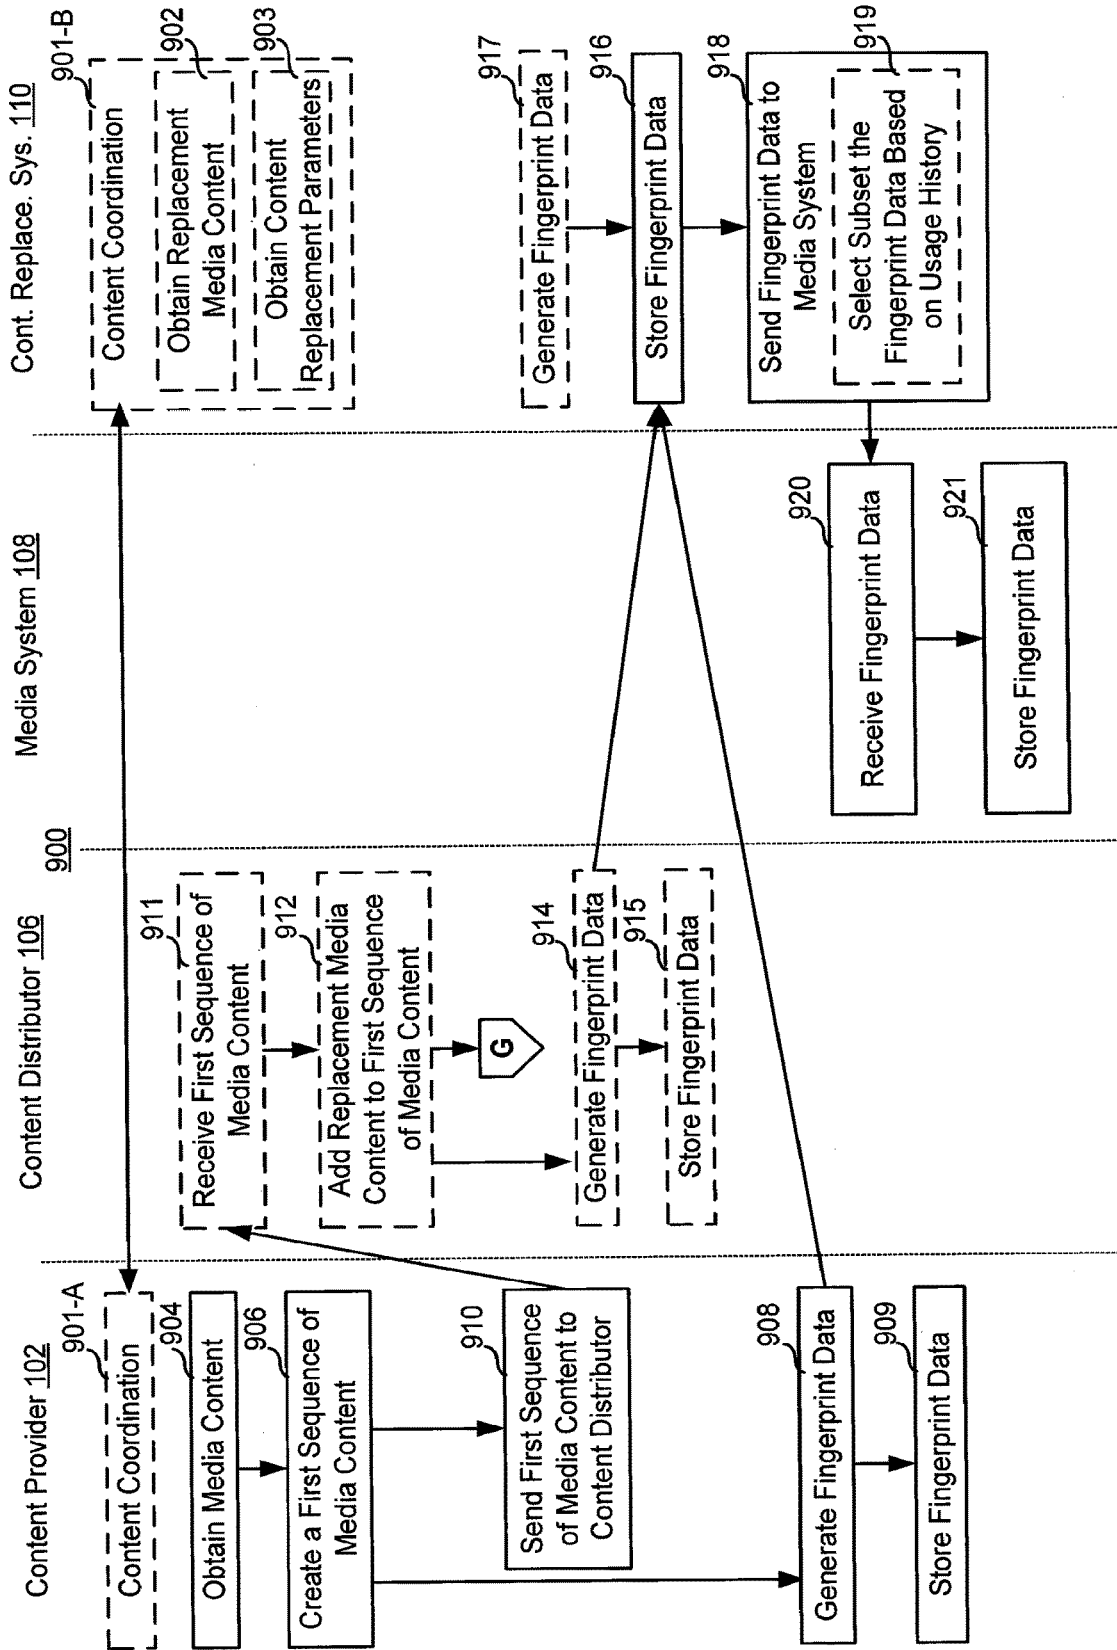 900
Content Provider 102
901-A
Content Coordination
904
Obtain Media Content
906
Create a First Sequence of
Media Content
910
Send First Sequence
of Media Content to
Content Distributor
908
Generate Fingerprint Data
909
Store Fingerprint Data
Content Distributor 106
911
Receive First Sequence of
Media Content
912
Add Replacement Media
Content to First Sequence
of Media Content
G
914
Generate Fingerprint Data
915
Store Fingerprint Data
Media System 108
920
Receive Fingerprint Data
921
Store Fingerprint Data
Cont. Replace. Sys. 110
901-B
Content Coordination
902
Obtain Replacement
Media Content
903
Obtain Content
Replacement Parameters
917
Generate Fingerprint Data
916
Store Fingerprint Data
918
Send Fingerprint Data to
Media System
919
Select Subset the
Fingerprint Data Based
on Usage History